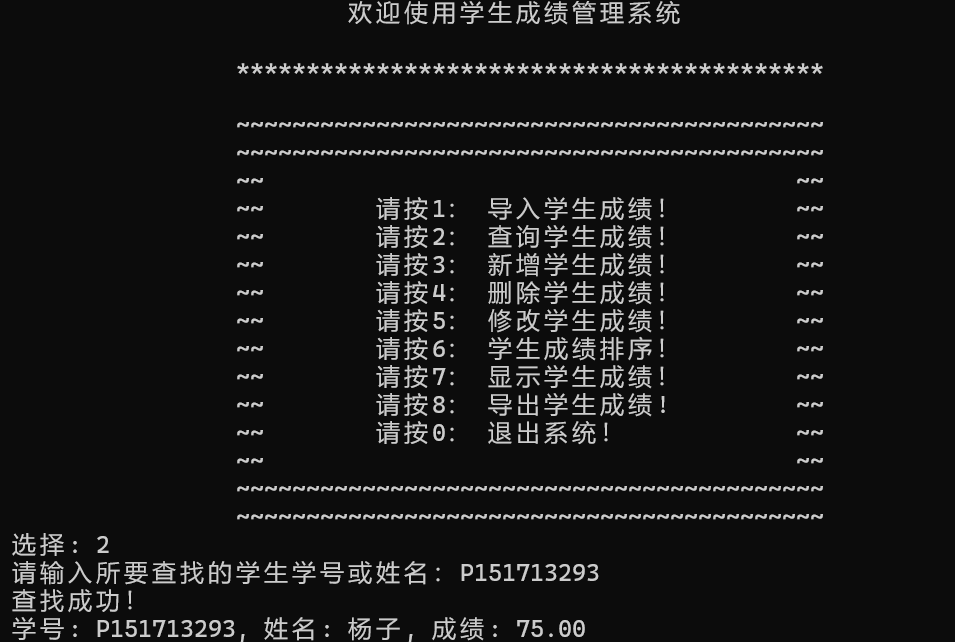 欢迎使用学生成绩管理系统
******************************************
~~~~~~~~~~~~~~~~~~~~~~~~~~~~~~~~~~~~~~~~~~
~~~~~~~~~~~~~~~~~~~~~~~~~~~~~~~~~~~~~~~~~~
~~ ~~
~~ 请按1： 导入学生成绩！ ~~
~~ 请按2： 查询学生成绩！ ~~
~~ 请按3： 新增学生成绩！ ~~
~~ 请按4： 删除学生成绩！ ~~
~~ 请按5： 修改学生成绩！ ~~
~~ 请按6： 学生成绩排序！ ~~
~~ 请按7： 显示学生成绩！ ~~
~~ 请按8： 导出学生成绩！ ~~
~~ 请按0： 退出系统！ ~~
~~ ~~
~~~~~~~~~~~~~~~~~~~~~~~~~~~~~~~~~~~~~~~~~~
~~~~~~~~~~~~~~~~~~~~~~~~~~~~~~~~~~~~~~~~~~
选择：2
请输入所要查找的学生学号或姓名：P151713293
查找成功！
学号：P151713293，姓名：杨子，成绩：75.00